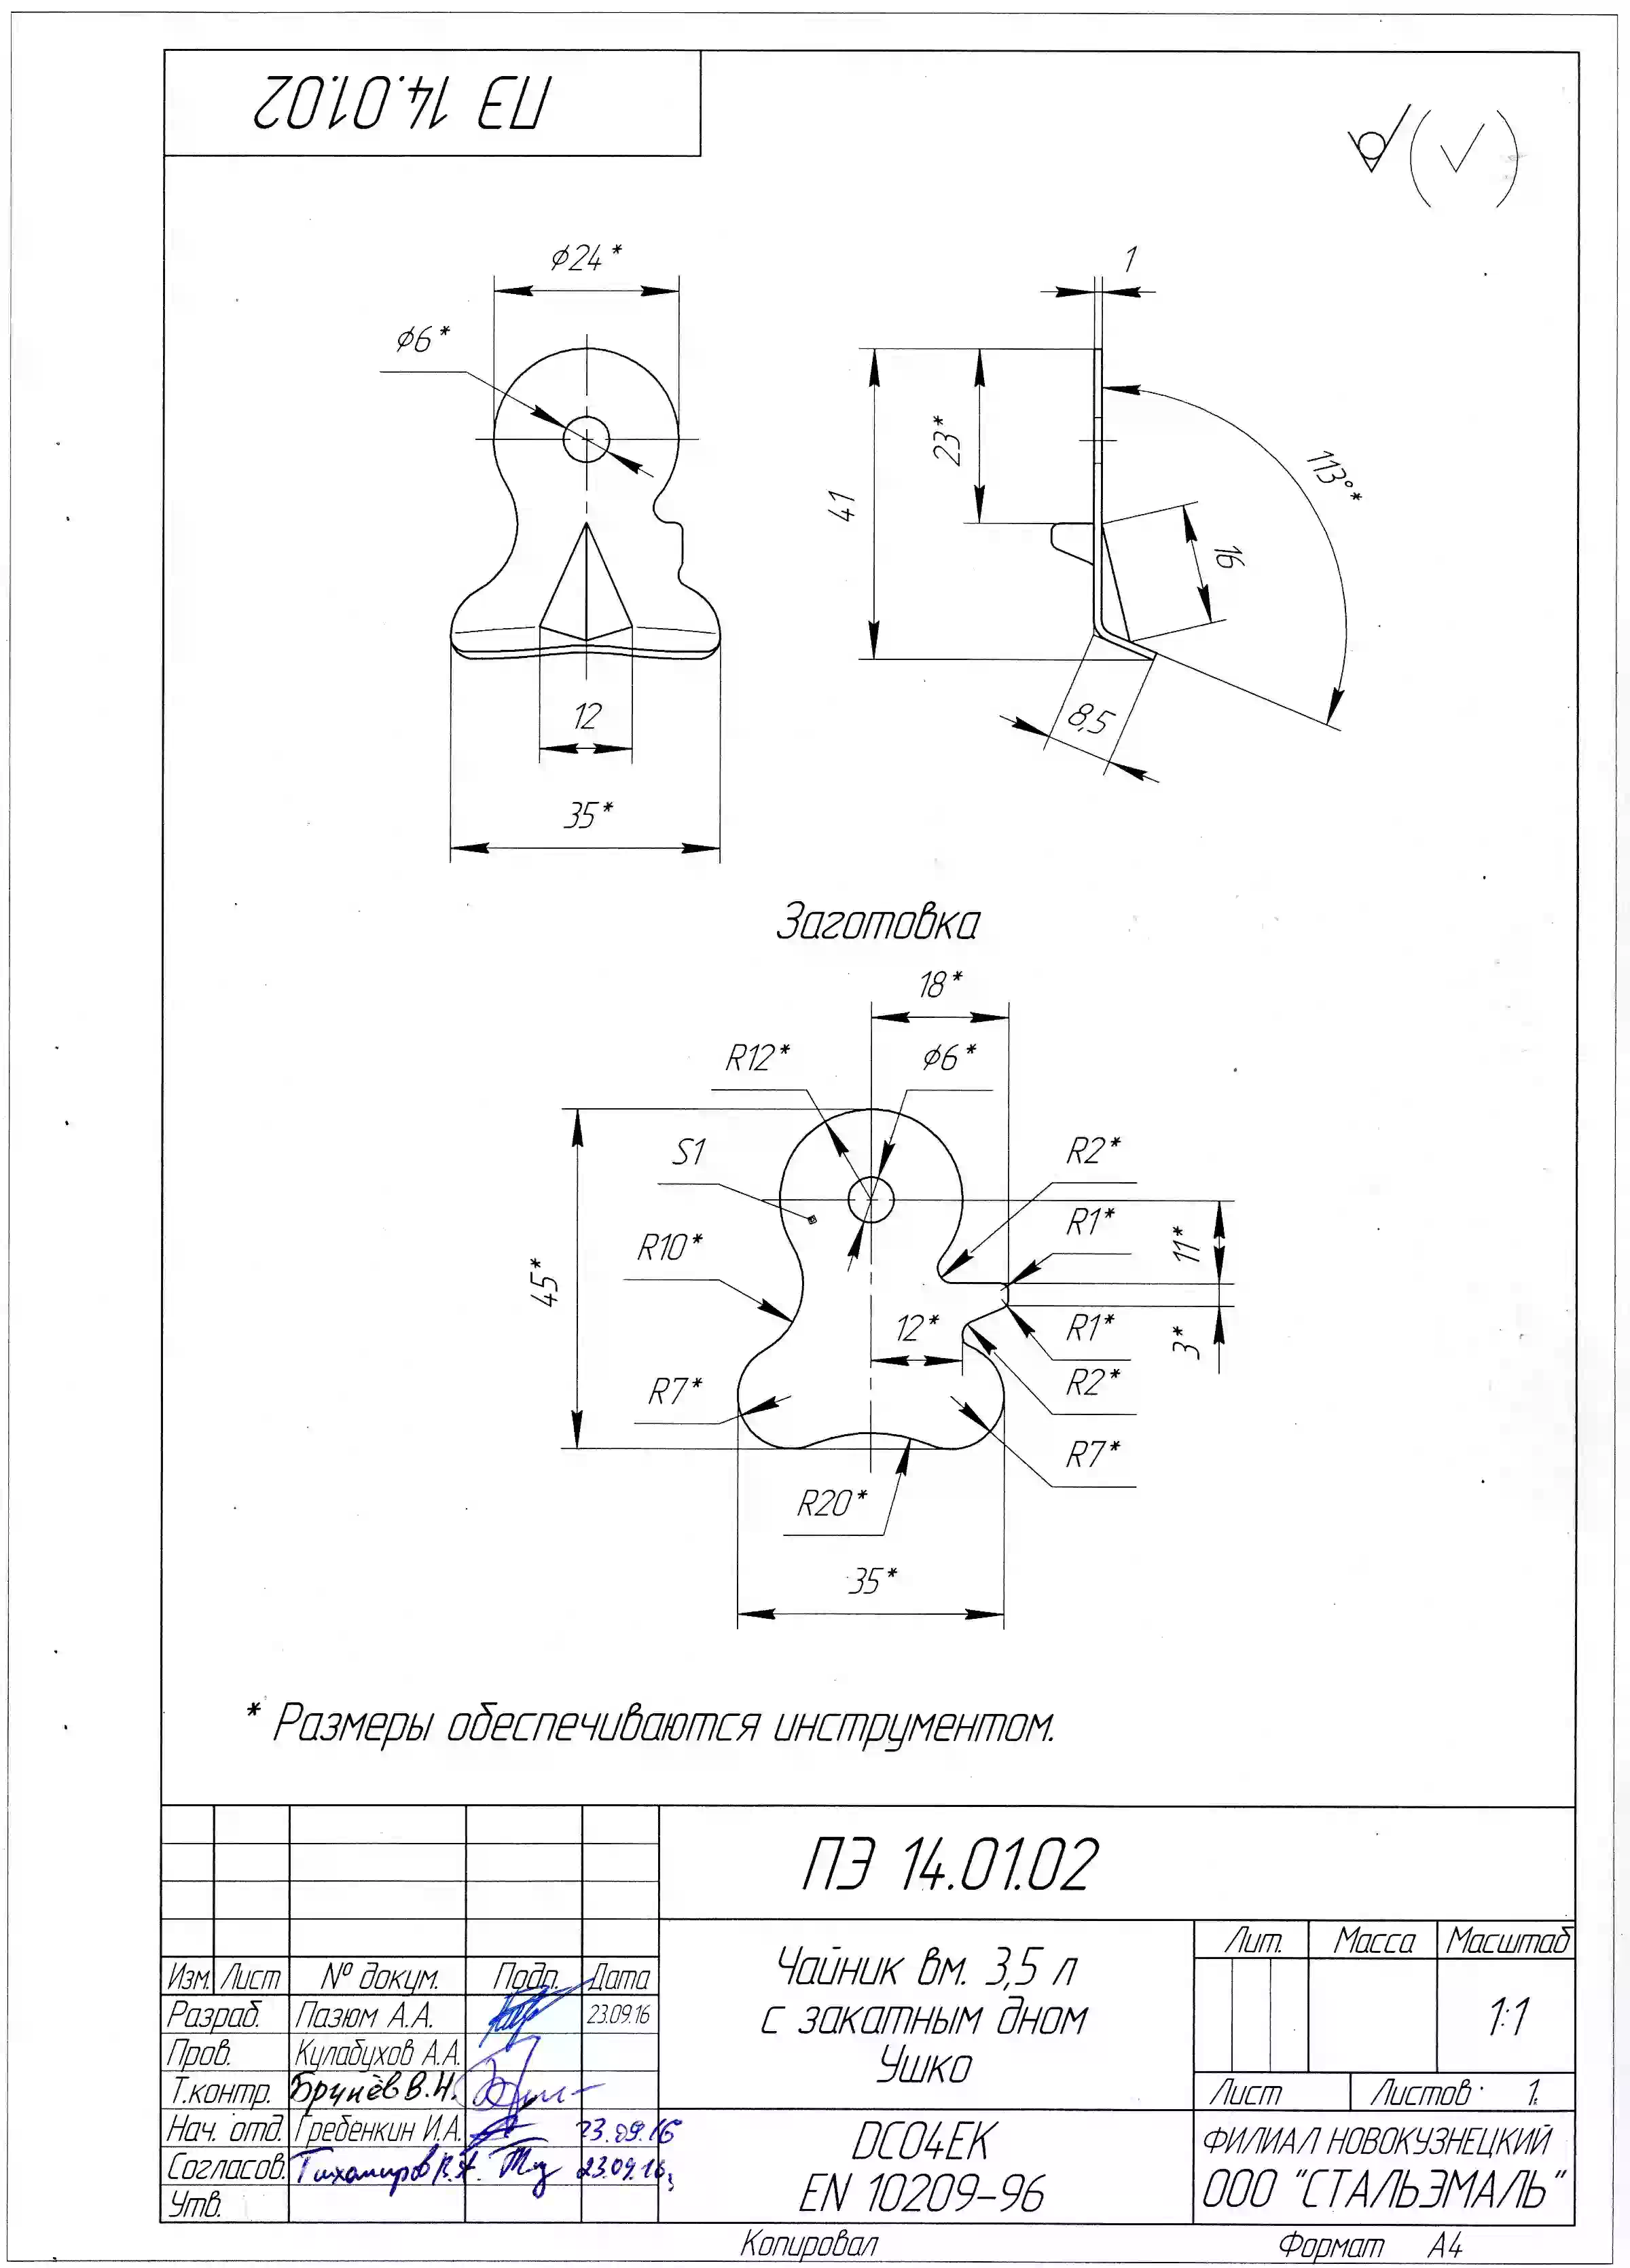 ПЭ 14.01.02
⌀24*
⌀6*
1
23*
41
113°*
16
8,5
12
35*
Заготовка
18*
R12*
⌀6*
S1
R2*
R1*
11*
R10*
45*
12*
R1*
3*
R7*
R2*
R7*
R20*
35*
* Размеры обеспечиваются инструментом.
ПЭ 14.01.02
Чайник вм. 3,5 л
с закатным дном
Ушко
Лит. Масса Масштаб
1:1
Лист Листов 1
Изм. Лист № докум. Подп. Дата
Разраб. Пазюм А.А. 23.09.16
Пров. Кулабухов А.А.
Т.контр. Брунёв В.Н.
Нач. отд. Гребенкин И.А. 23.09.16
Согласов. Тихомиров 23.09.16
Утв.
DC04EK
EN 10209-96
ФИЛИАЛ НОВОКУЗНЕЦКИЙ
ООО "СТАЛЬЭМАЛЬ"
Копировал Формат А4